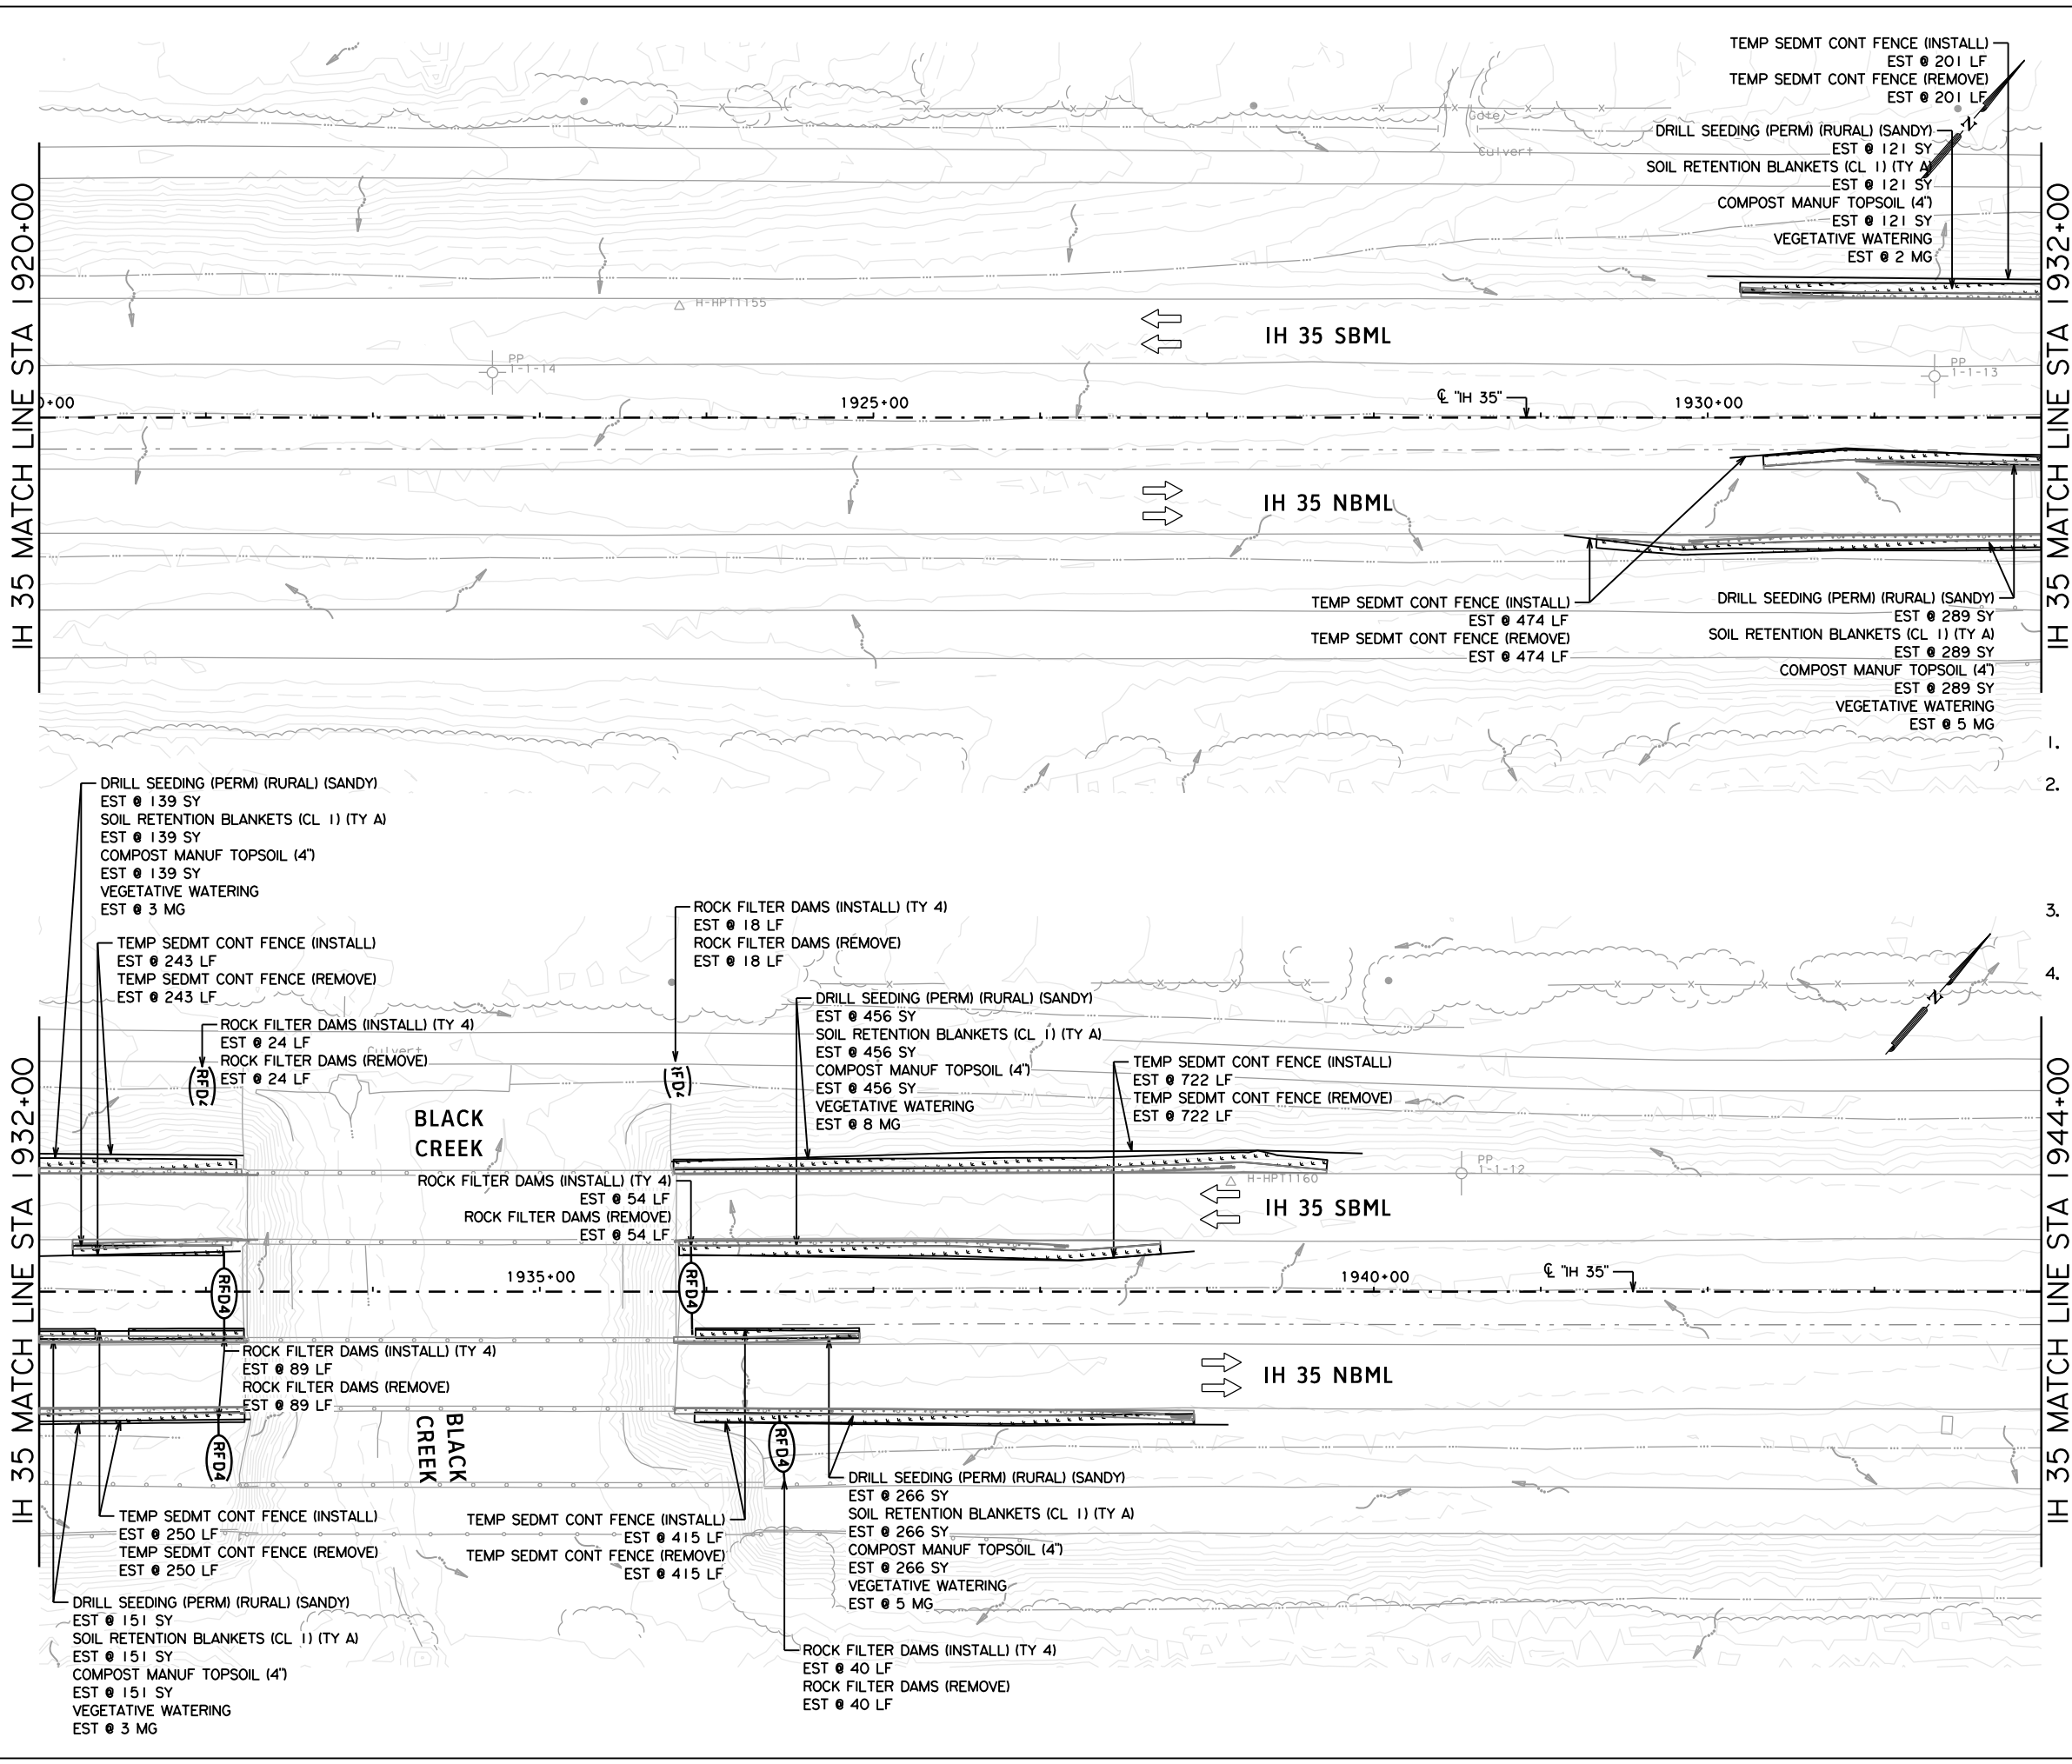 TEMP SEDMT CONT FENCE (INSTALL)
EST @ 201 LF
TEMP SEDMT CONT FENCE (REMOVE)
EST @ 201 LF
N
Gate
Culvert
DRILL SEEDING (PERM) (RURAL) (SANDY)
EST @ 121 SY
SOIL RETENTION BLANKETS (CL 1) (TY A)
EST @ 121 SY
COMPOST MANUF TOPSOIL (4")
EST @ 121 SY
VEGETATIVE WATERING
EST @ 2 MG
IH 35 MATCH LINE STA 1920+00
IH 35 MATCH LINE STA 1932+00
H-HPT1155
IH 35 SBML
PP
1-1-14
PP
1-1-13
0+00
1925+00
℄ "IH 35"
1930+00
IH 35 NBML
TEMP SEDMT CONT FENCE (INSTALL)
EST @ 474 LF
TEMP SEDMT CONT FENCE (REMOVE)
EST @ 474 LF
DRILL SEEDING (PERM) (RURAL) (SANDY)
EST @ 289 SY
SOIL RETENTION BLANKETS (CL 1) (TY A)
EST @ 289 SY
COMPOST MANUF TOPSOIL (4")
EST @ 289 SY
VEGETATIVE WATERING
EST @ 5 MG
1.
2.
3.
4.
DRILL SEEDING (PERM) (RURAL) (SANDY)
EST @ 139 SY
SOIL RETENTION BLANKETS (CL 1) (TY A)
EST @ 139 SY
COMPOST MANUF TOPSOIL (4")
EST @ 139 SY
VEGETATIVE WATERING
EST @ 3 MG
TEMP SEDMT CONT FENCE (INSTALL)
EST @ 243 LF
TEMP SEDMT CONT FENCE (REMOVE)
EST @ 243 LF
ROCK FILTER DAMS (INSTALL) (TY 4)
EST @ 18 LF
ROCK FILTER DAMS (REMOVE)
EST @ 18 LF
ROCK FILTER DAMS (INSTALL) (TY 4)
EST @ 24 LF
ROCK FILTER DAMS (REMOVE)
EST @ 24 LF
Culvert
DRILL SEEDING (PERM) (RURAL) (SANDY)
EST @ 456 SY
SOIL RETENTION BLANKETS (CL 1) (TY A)
EST @ 456 SY
COMPOST MANUF TOPSOIL (4")
EST @ 456 SY
VEGETATIVE WATERING
EST @ 8 MG
TEMP SEDMT CONT FENCE (INSTALL)
EST @ 722 LF
TEMP SEDMT CONT FENCE (REMOVE)
EST @ 722 LF
N
BLACK
CREEK
IH 35 MATCH LINE STA 1932+00
IH 35 MATCH LINE STA 1944+00
ROCK FILTER DAMS (INSTALL) (TY 4)
EST @ 54 LF
ROCK FILTER DAMS (REMOVE)
EST @ 54 LF
H-HPT1160
PP
1-1-12
IH 35 SBML
RFD4
RFD4
1935+00
1940+00
℄ "IH 35"
IH 35 NBML
ROCK FILTER DAMS (INSTALL) (TY 4)
EST @ 89 LF
ROCK FILTER DAMS (REMOVE)
EST @ 89 LF
RFD4
BLACK
CREEK
RFD4
TEMP SEDMT CONT FENCE (INSTALL)
EST @ 250 LF
TEMP SEDMT CONT FENCE (REMOVE)
EST @ 250 LF
TEMP SEDMT CONT FENCE (INSTALL)
EST @ 415 LF
TEMP SEDMT CONT FENCE (REMOVE)
EST @ 415 LF
DRILL SEEDING (PERM) (RURAL) (SANDY)
EST @ 266 SY
SOIL RETENTION BLANKETS (CL 1) (TY A)
EST @ 266 SY
COMPOST MANUF TOPSOIL (4")
EST @ 266 SY
VEGETATIVE WATERING
EST @ 5 MG
DRILL SEEDING (PERM) (RURAL) (SANDY)
EST @ 151 SY
SOIL RETENTION BLANKETS (CL 1) (TY A)
EST @ 151 SY
COMPOST MANUF TOPSOIL (4")
EST @ 151 SY
VEGETATIVE WATERING
EST @ 3 MG
ROCK FILTER DAMS (INSTALL) (TY 4)
EST @ 40 LF
ROCK FILTER DAMS (REMOVE)
EST @ 40 LF